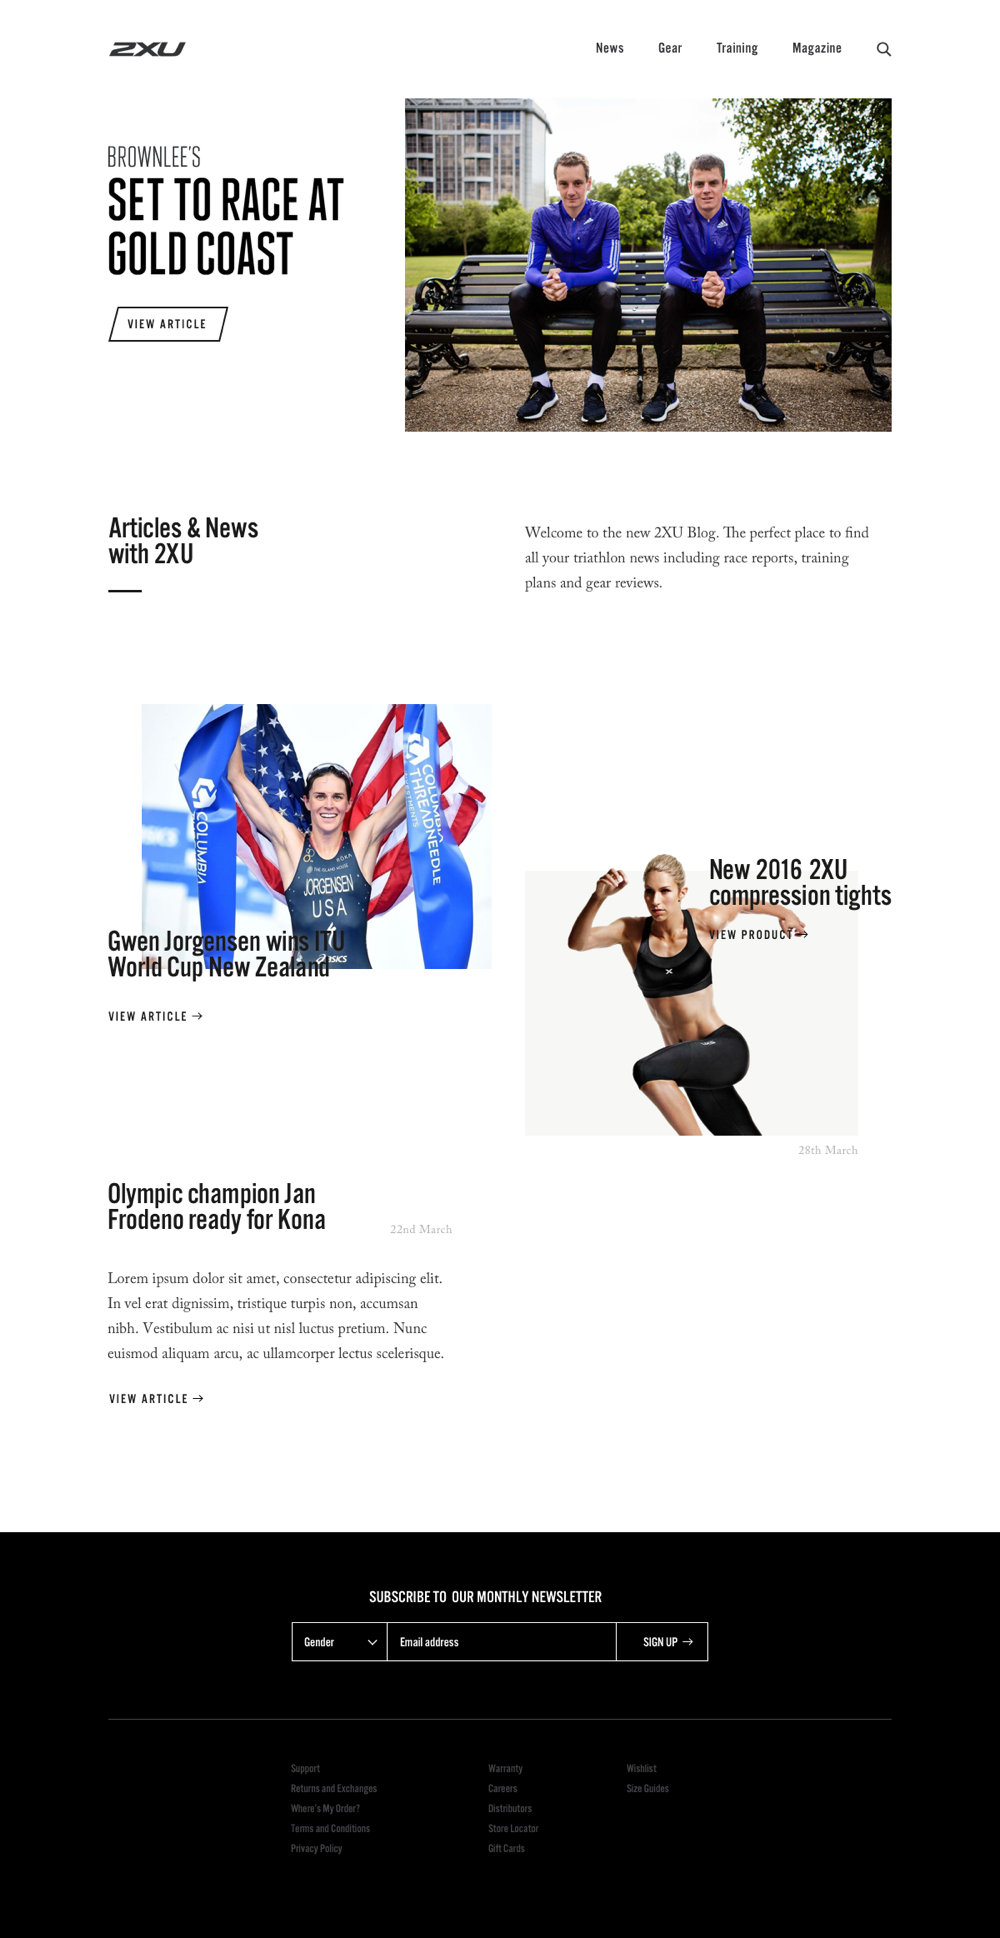 2XU
News
Gear
Training
Magazine
BROWNLEE'S
SET TO RACE AT
GOLD COAST
VIEW ARTICLE
Articles & News
with 2XU
Welcome to the new 2XU Blog. The perfect place to find
all your triathlon news including race reports, training
plans and gear reviews.
COLUMBIA
COLUMBIA
THREADNEEDLE
INVESTMENTS
ASICS
ROKA
JORGENSEN
USA
ASICS
Gwen Jorgensen wins ITU
World Cup New Zealand
VIEW ARTICLE →
New 2016 2XU
compression tights
VIEW PRODUCT →
28th March
Olympic champion Jan
Frodeno ready for Kona
22nd March
Lorem ipsum dolor sit amet, consectetur adipiscing elit.
In vel erat dignissim, tristique turpis non, accumsan
nibh. Vestibulum ac nisi ut nisl luctus pretium. Nunc
euismod aliquam arcu, ac ullamcorper lectus scelerisque.
VIEW ARTICLE →
SUBSCRIBE TO OUR MONTHLY NEWSLETTER
Gender
Email address
SIGN UP →
Support
Returns and Exchanges
Where's My Order?
Terms and Conditions
Privacy Policy
Warranty
Careers
Distributors
Store Locator
Gift Cards
Wishlist
Size Guides